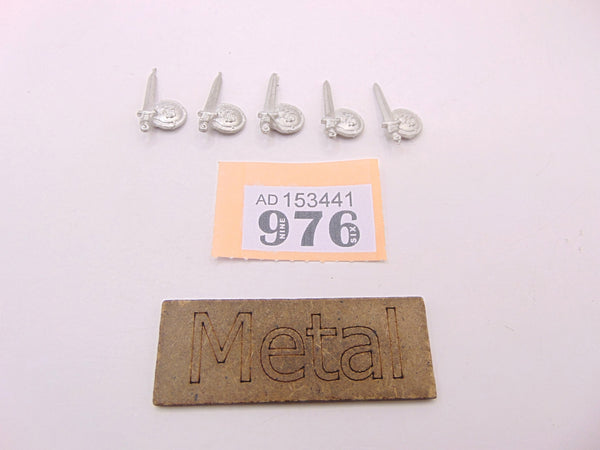 AD 153441
976
NINE
SIX
Metal